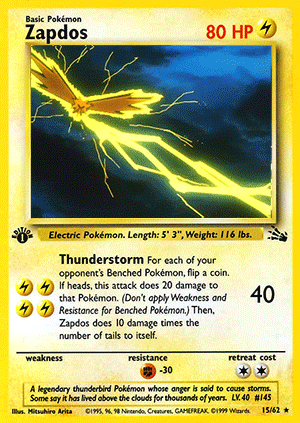 Basic Pokémon
Zapdos 80 HP
1
Electric Pokémon. Length: 5' 3", Weight: 116 lbs.
Thunderstorm For each of your
opponent's Benched Pokémon, flip a coin.
If heads, this attack does 20 damage to
that Pokémon. (Don't apply Weakness and
Resistance for Benched Pokémon.) Then,
Zapdos does 10 damage times the
number of tails to itself.
40
weakness resistance retreat cost
-30
A legendary thunderbird Pokémon whose anger is said to cause storms.
Some say it has lived above the clouds for thousands of years. LV. 40 #145
Illus. Mitsuhiro Arita ©1995, 96, 98 Nintendo, Creatures, GAMEFREAK. ©1999 Wizards. 15/62 ★